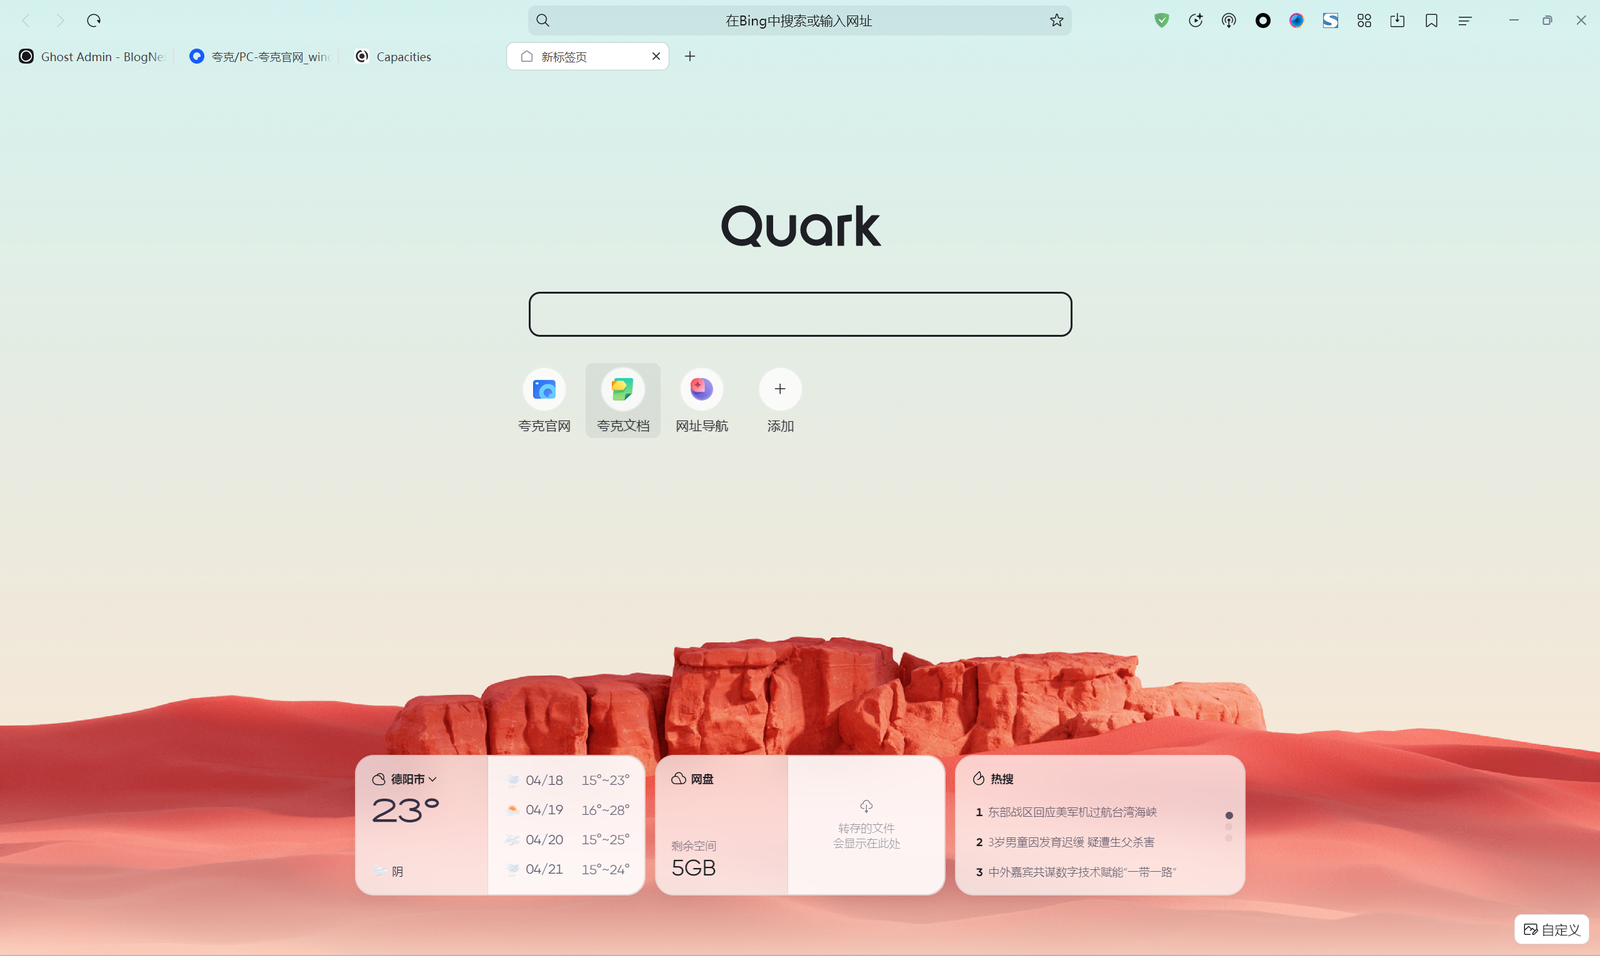 在Bing中搜索或输入网址
Ghost Admin - BlogNe
夸克/PC-夸克官网_win
Capacities
新标签页
Quark
夸克官网
夸克文档
网址导航
添加
德阳市
23°
阴
04/18 15°~23°
04/19 16°~28°
04/20 15°~25°
04/21 15°~24°
网盘
剩余空间
5GB
转存的文件
会显示在此处
热搜
1 东部战区回应美军机过航台湾海峡
2 3岁男童因发育迟缓 疑遭生父杀害
3 中外嘉宾共谋数字技术赋能“一带一路”
自定义